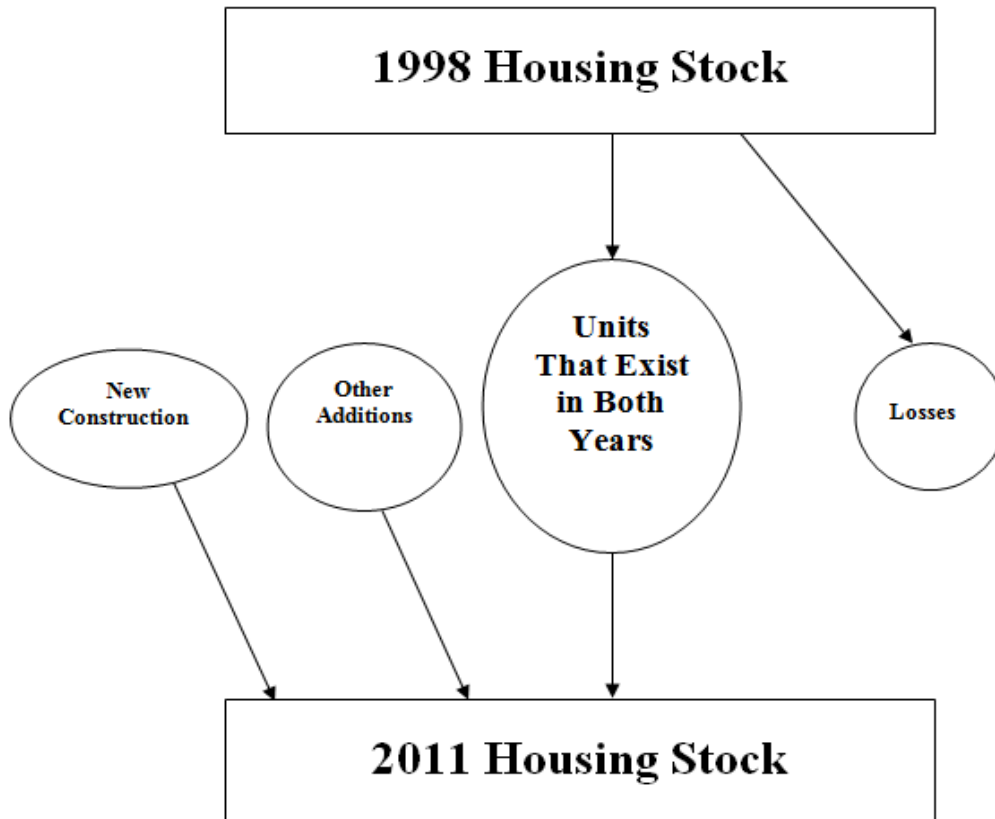 1998 Housing Stock
New
Construction
Other
Additions
Units
That Exist
in Both
Years
Losses
2011 Housing Stock